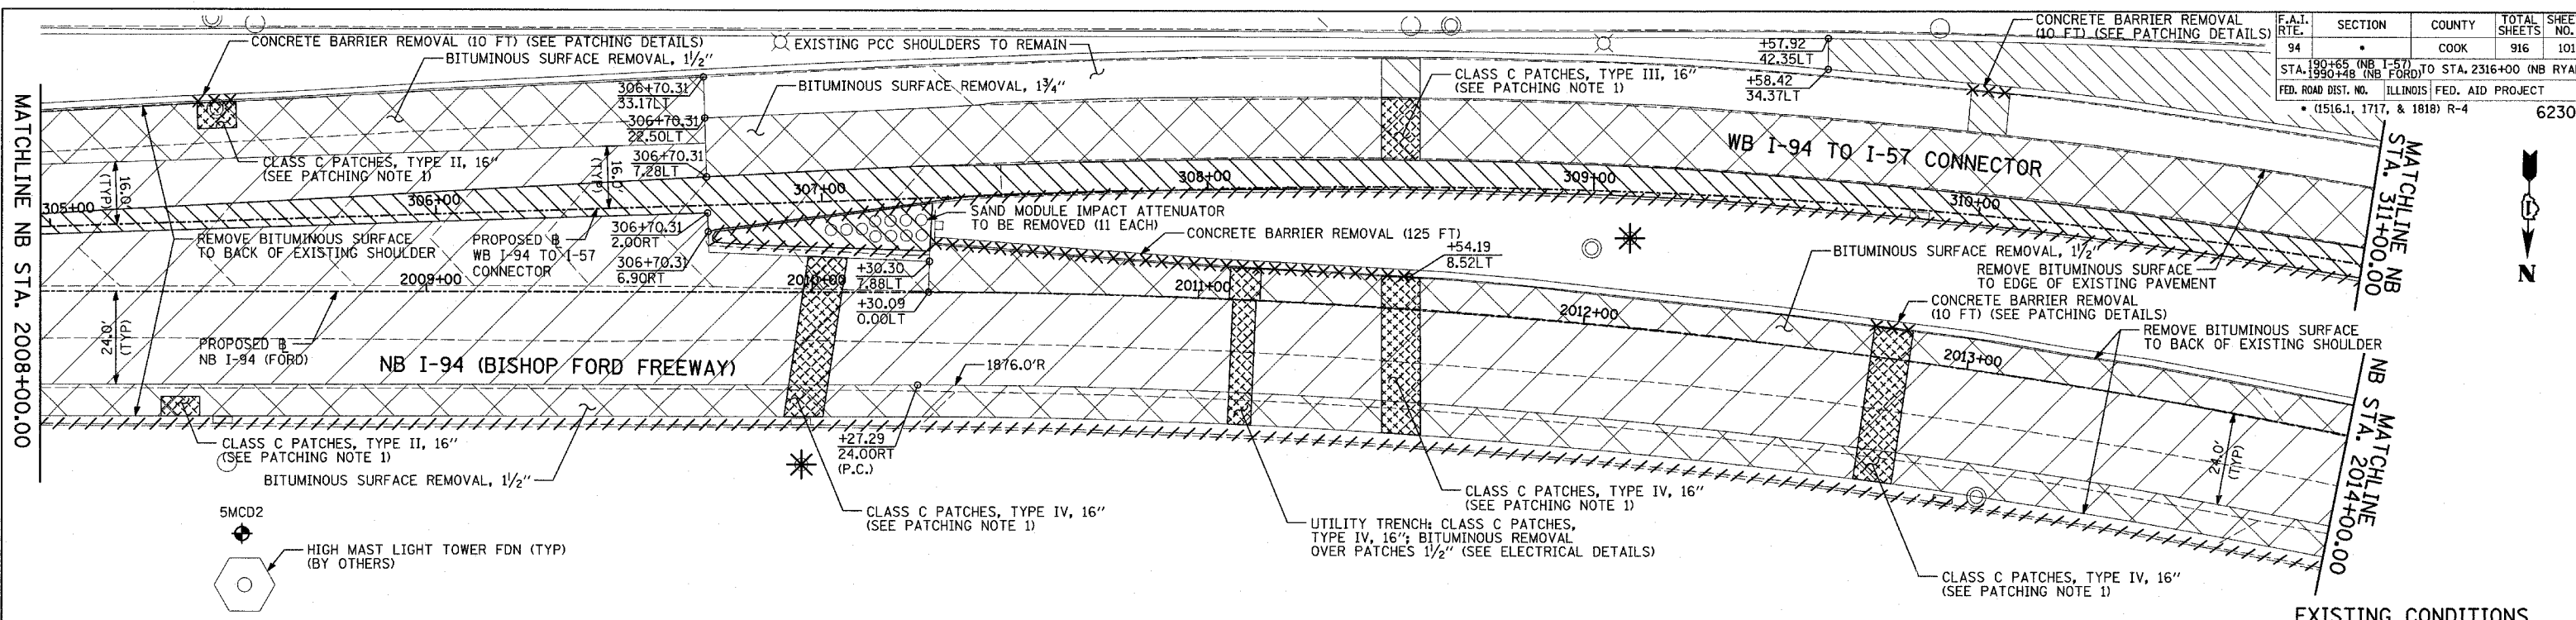 CONCRETE BARRIER REMOVAL (10 FT) (SEE PATCHING DETAILS)
BITUMINOUS SURFACE REMOVAL, 1½"
EXISTING PCC SHOULDERS TO REMAIN
BITUMINOUS SURFACE REMOVAL, 1¾"
CLASS C PATCHES, TYPE III, 16"
(SEE PATCHING NOTE 1)
+57.92
42.35LT
+58.42
34.37LT
CONCRETE BARRIER REMOVAL
(10 FT) (SEE PATCHING DETAILS)
F.A.I. RTE.
SECTION
COUNTY
TOTAL SHEETS
SHEE
NO.
94
•
COOK
916
101
STA. 190+65 (NB I-57)
1990+48 (NB FORD) TO STA. 2316+00 (NB RYA
FED. ROAD DIST. NO.
ILLINOIS
FED. AID PROJECT
• (1516.1, 1717, & 1818) R-4
6230
MATCHLINE NB STA. 2008+00.00
306+70.31
33.17LT
306+70.31
22.50LT
306+70.31
7.28LT
CLASS C PATCHES, TYPE II, 16"
(SEE PATCHING NOTE 1)
16.0'
(TYP)
16.0'
(TYP)
WB I-94 TO I-57 CONNECTOR
305+00
306+00
307+00
308+00
309+00
310+00
MATCHLINE NB
STA. 311+00.00
N
REMOVE BITUMINOUS SURFACE
TO BACK OF EXISTING SHOULDER
PROPOSED B
WB I-94 TO I-57
CONNECTOR
306+70.31
2.00RT
306+70.31
6.90RT
SAND MODULE IMPACT ATTENUATOR
TO BE REMOVED (11 EACH)
CONCRETE BARRIER REMOVAL (125 FT)
+54.19
8.52LT
BITUMINOUS SURFACE REMOVAL, 1½"
REMOVE BITUMINOUS SURFACE
TO EDGE OF EXISTING PAVEMENT
CONCRETE BARRIER REMOVAL
(10 FT) (SEE PATCHING DETAILS)
REMOVE BITUMINOUS SURFACE
TO BACK OF EXISTING SHOULDER
2009+00
2010+00
2011+00
2012+00
2013+00
+30.30
7.88LT
+30.09
0.00LT
24.0'
(TYP)
PROPOSED B
NB I-94 (FORD)
NB I-94 (BISHOP FORD FREEWAY)
1876.0'R
+27.29
24.00RT
(P.C.)
24.0'
(TYP)
MATCHLINE
NB STA. 2014+00.00
CLASS C PATCHES, TYPE II, 16"
(SEE PATCHING NOTE 1)
BITUMINOUS SURFACE REMOVAL, 1½"
5MCD2
HIGH MAST LIGHT TOWER FDN (TYP)
(BY OTHERS)
CLASS C PATCHES, TYPE IV, 16"
(SEE PATCHING NOTE 1)
CLASS C PATCHES, TYPE IV, 16"
(SEE PATCHING NOTE 1)
UTILITY TRENCH: CLASS C PATCHES,
TYPE IV, 16"; BITUMINOUS REMOVAL
OVER PATCHES 1½" (SEE ELECTRICAL DETAILS)
CLASS C PATCHES, TYPE IV, 16"
(SEE PATCHING NOTE 1)
EXISTING CONDITIONS